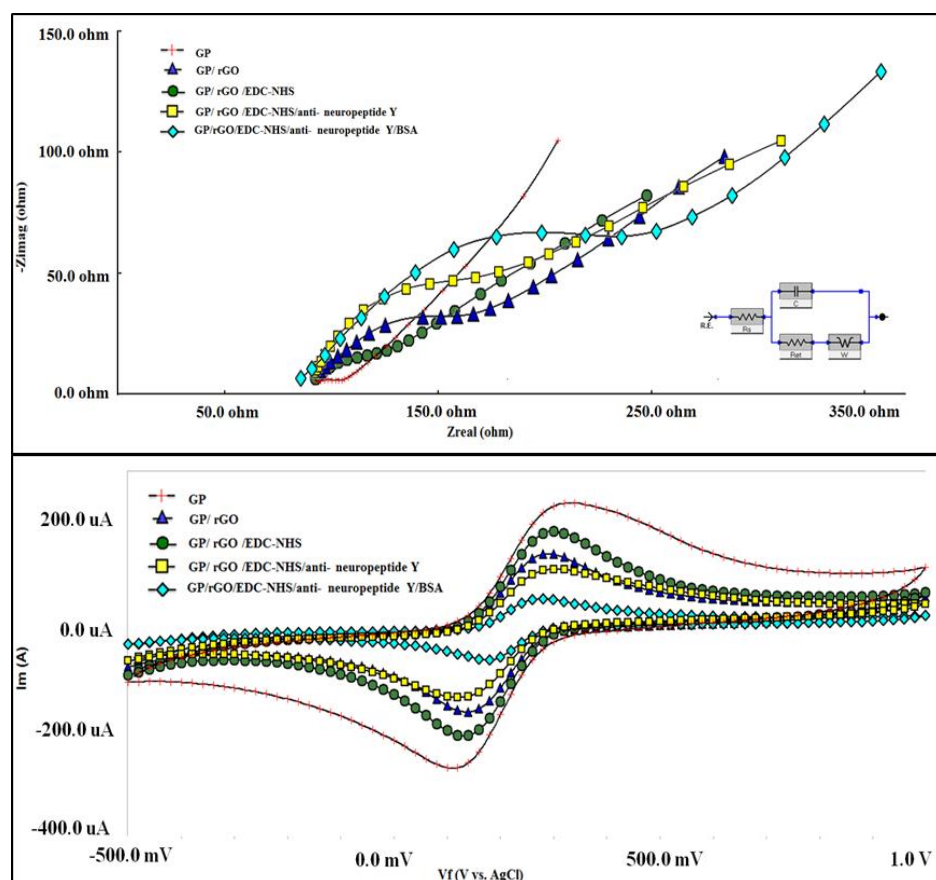 150.0 ohm
GP
GP/ rGO
GP/ rGO /EDC-NHS
GP/ rGO /EDC-NHS/anti- neuropeptide Y
GP/rGO/EDC-NHS/anti- neuropeptide Y/BSA
100.0 ohm
-Zimag (ohm)
50.0 ohm
0.0 ohm
R.E.
Rs
C
Ret
W
50.0 ohm
150.0 ohm
250.0 ohm
350.0 ohm
Zreal (ohm)
GP
GP/ rGO
GP/ rGO /EDC-NHS
GP/ rGO /EDC-NHS/anti- neuropeptide Y
GP/rGO/EDC-NHS/anti- neuropeptide Y/BSA
200.0 uA
0.0 uA
Im (A)
-200.0 uA
-400.0 uA
-500.0 mV
0.0 mV
500.0 mV
1.0 V
Vf (V vs. AgCl)